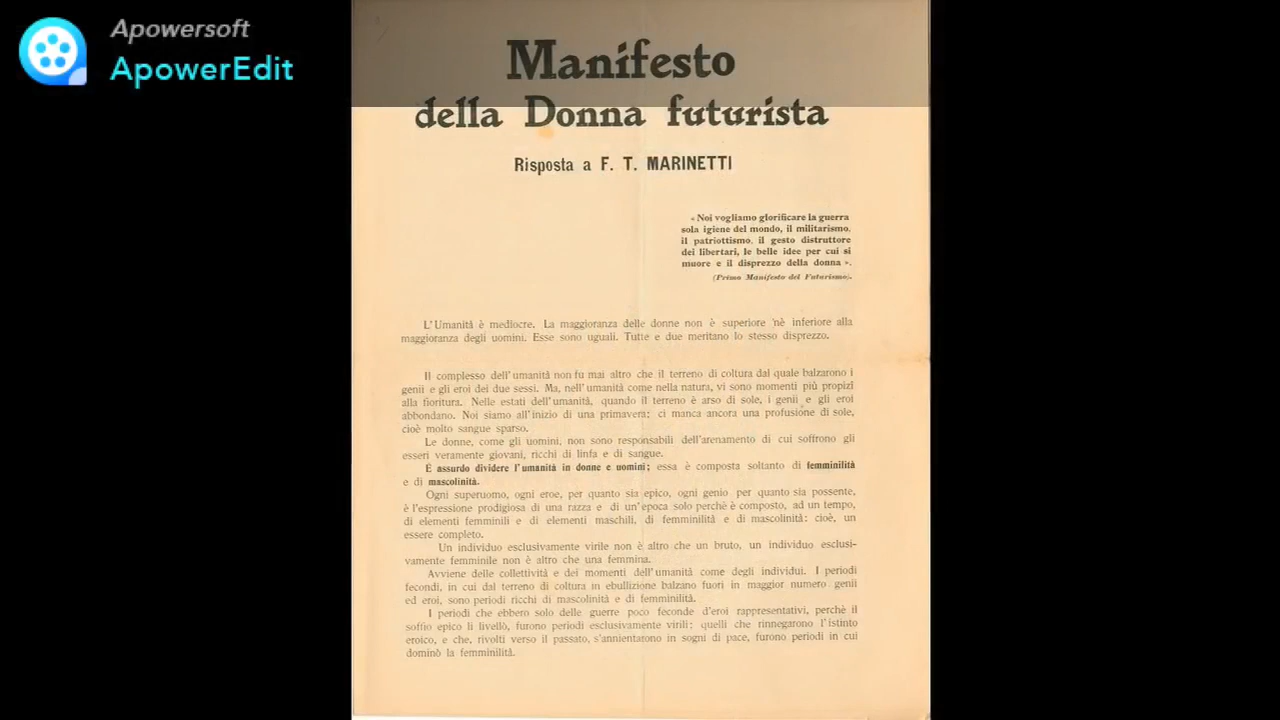 Apowersoft
ApowerEdit
Manifesto
della Donna futurista
Risposta a F. T. MARINETTI
« Noi vogliamo glorificare la guerra
sola igiene del mondo, il militarismo,
il patriottismo, il gesto distruttore
dei libertari, le belle idee per cui si
muore e il disprezzo della donna ».
(Primo Manifesto del Futurismo).
L'Umanità è mediocre. La maggioranza delle donne non è superiore nè inferiore alla
maggioranza degli uomini. Esse sono uguali. Tutte e due meritano lo stesso disprezzo.
Il complesso dell'umanità non fu mai altro che il terreno di coltura dal quale balzarono i
genii e gli eroi dei due sessi. Ma, nell'umanità come nella natura, vi sono momenti più propizî
alla fioritura. Nelle estati dell'umanità, quando il terreno è arso di sole, i genii e gli eroi
abbondano. Noi siamo all'inizio di una primavera; ci manca ancora una profusione di sole,
cioè molto sangue sparso.
Le donne, come gli uomini, non sono responsabili dell'arenamento di cui soffrono gli
esseri veramente giovani, ricchi di linfa e di sangue.
È assurdo dividere l'umanità in donne e uomini; essa è composta soltanto di femminilità
e di mascolinità.
Ogni superuomo, ogni eroe, per quanto sia epico, ogni genio per quanto sia possente,
è l'espressione prodigiosa di una razza e di un'epoca solo perchè è composto, ad un tempo,
di elementi femminili e di elementi maschili, di femminilità e di mascolinità: cioè, un
essere completo.
Un individuo esclusivamente virile non è altro che un bruto, un individuo esclusi-
vamente femminile non è altro che una femmina.
Avviene delle collettività e dei momenti dell'umanità come degli individui. I periodi
fecondi, in cui dal terreno di coltura in ebullizione balzano fuori in maggior numero genii
ed eroi, sono periodi ricchi di mascolinità e di femminilità.
I periodi che ebbero solo delle guerre poco feconde d'eroi rappresentativi, perchè il
soffio epico li livellò, furono periodi esclusivamente virili; quelli che rinnegarono l'istinto
eroico, e che, rivolti verso il passato, s'annientarono in sogni di pace, furono periodi in cui
dominò la femminilità.